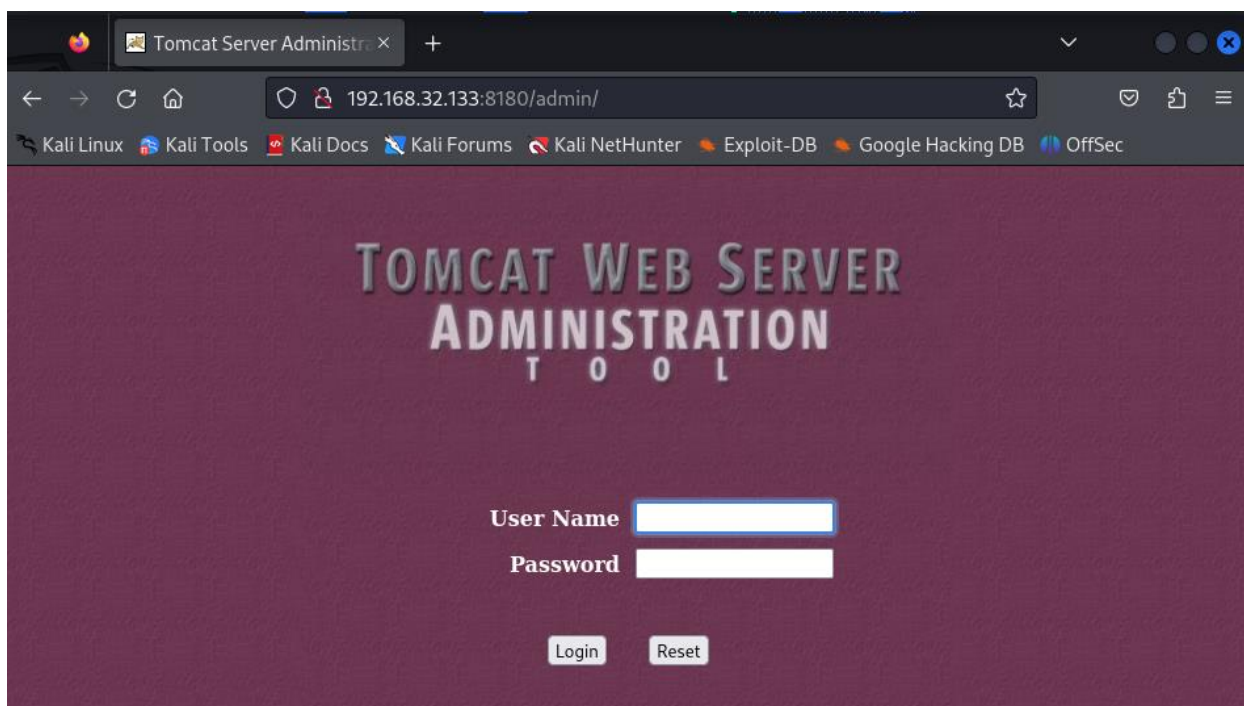 Tomcat Server Administra
192.168.32.133:8180/admin/
Kali Linux Kali Tools Kali Docs Kali Forums Kali NetHunter Exploit-DB Google Hacking DB OffSec
TOMCAT WEB SERVER
ADMINISTRATION
TOOL
User Name
Password
Login Reset